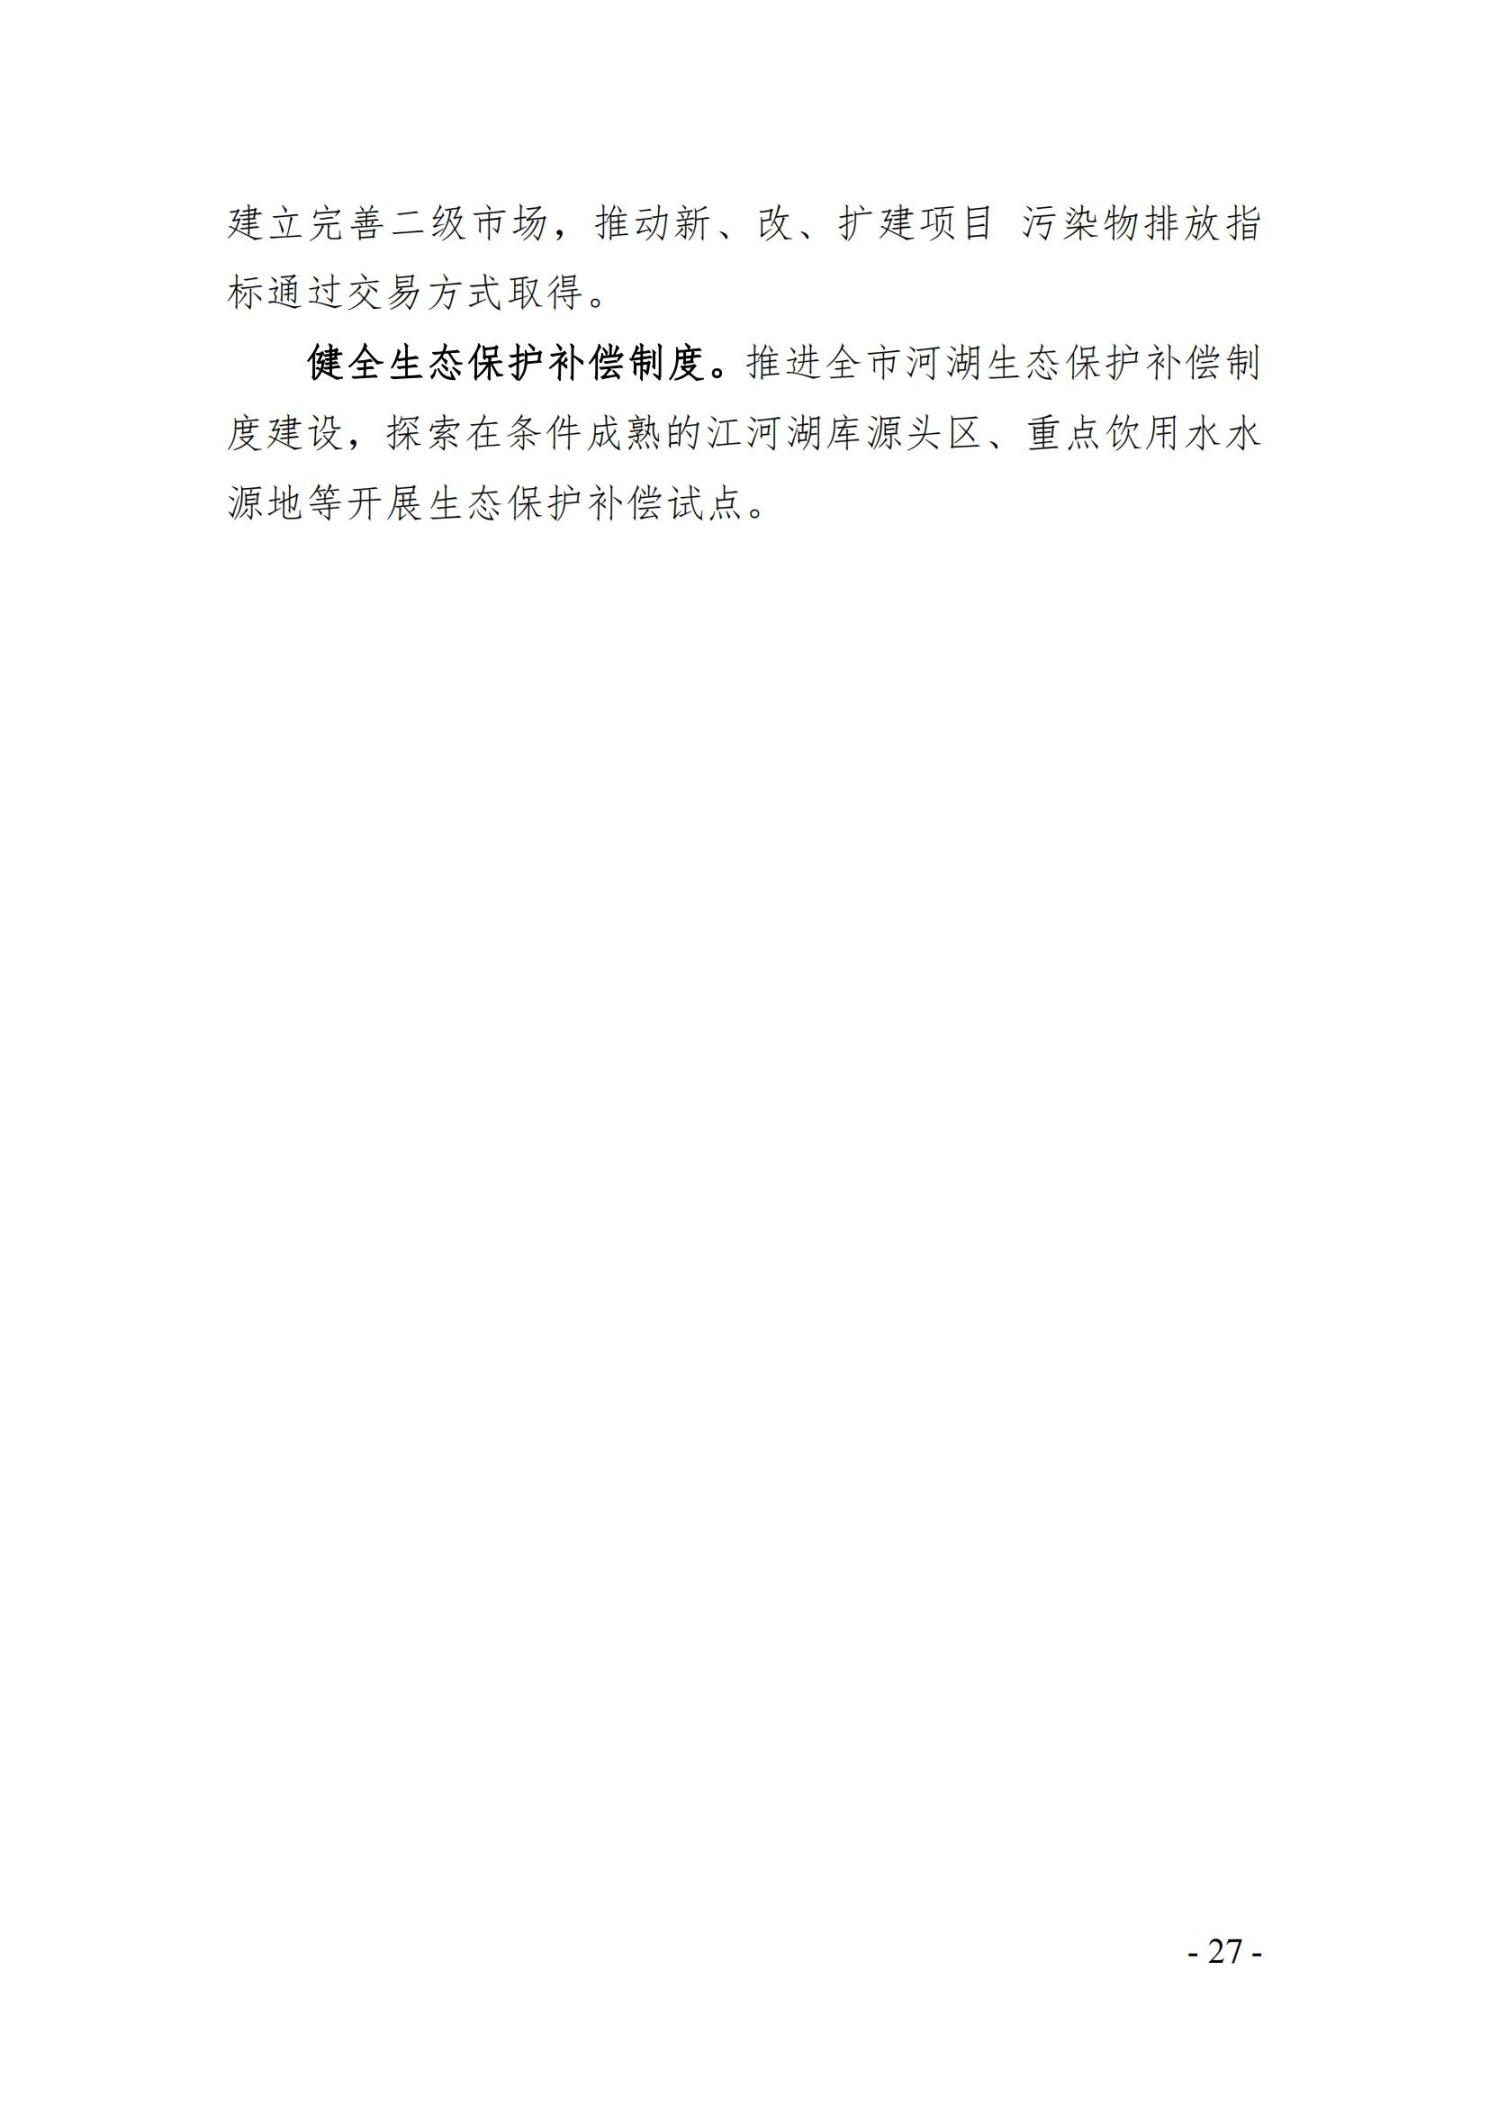 建立完善二级市场，推动新、改、扩建项目 污染物排放指
标通过交易方式取得。
健全生态保护补偿制度。推进全市河湖生态保护补偿制
度建设，探索在条件成熟的江河湖库源头区、重点饮用水水
源地等开展生态保护补偿试点。
- 27 -